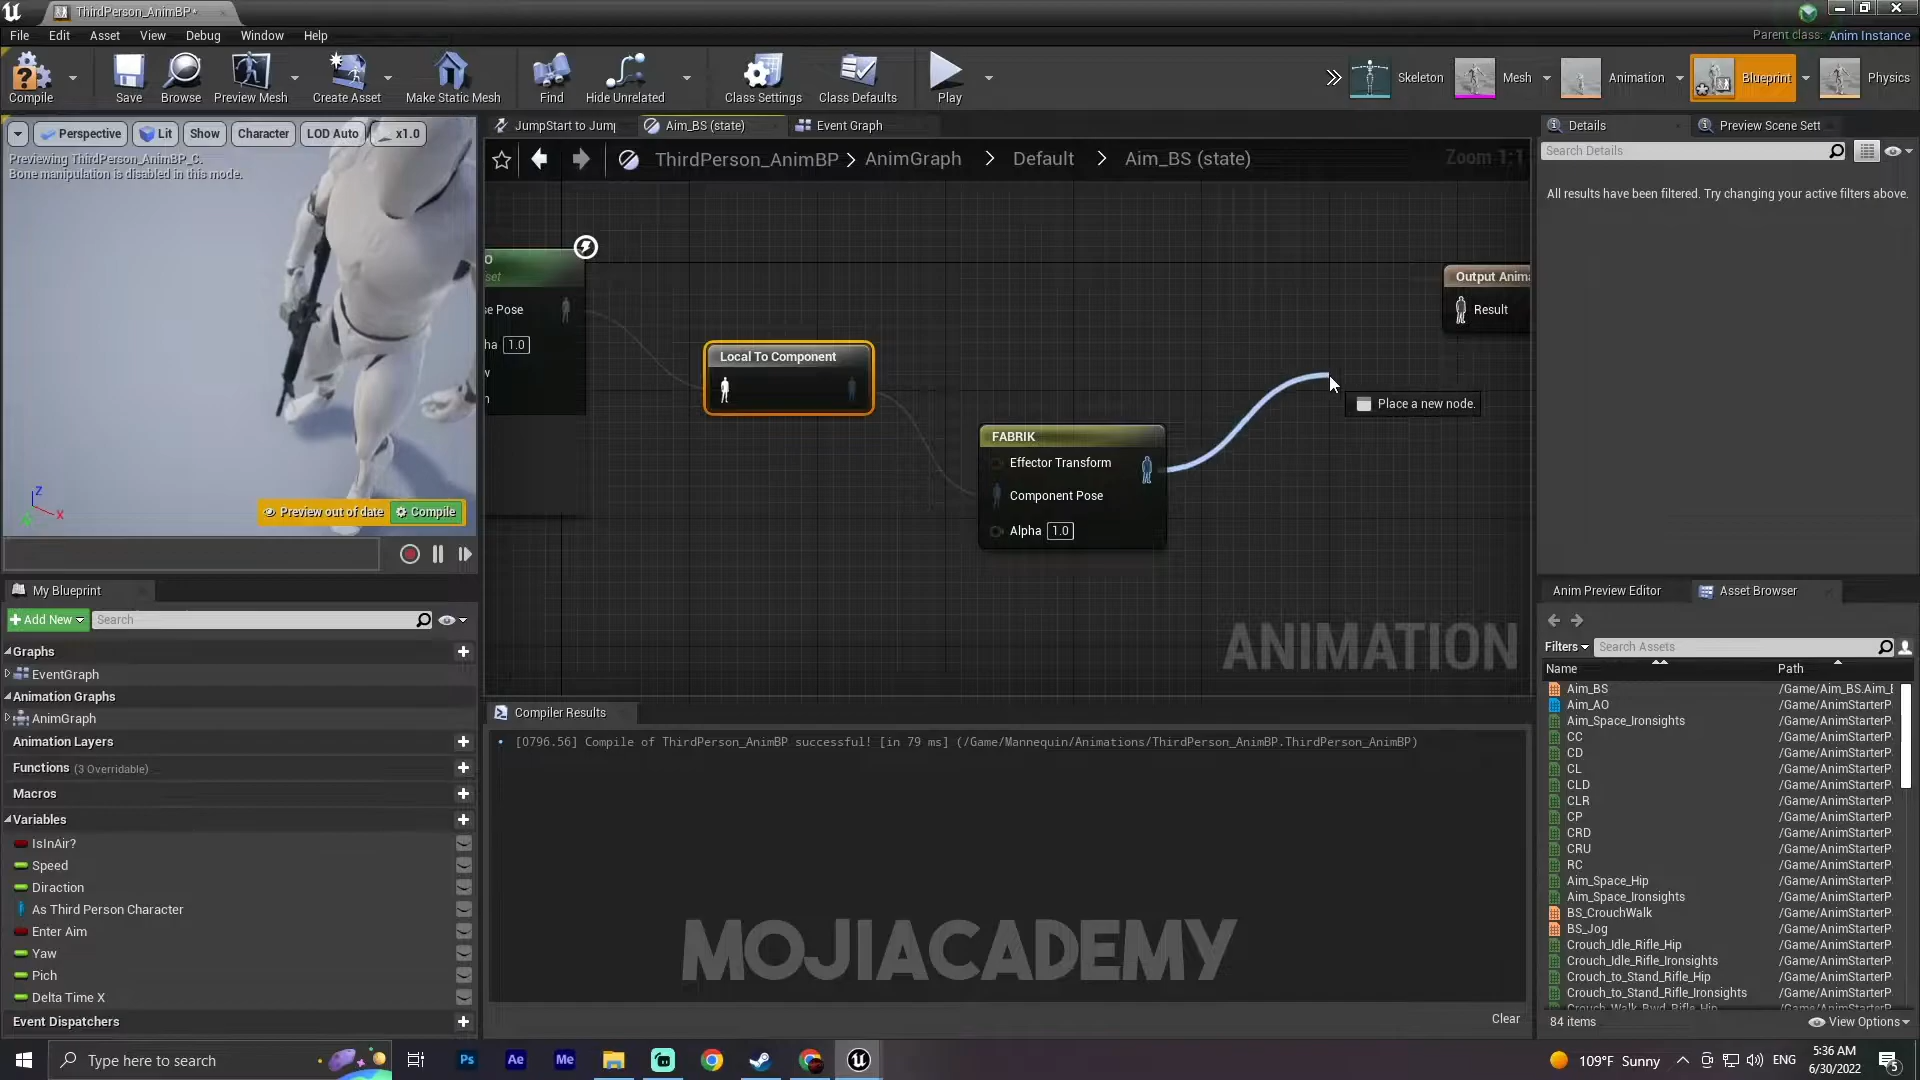 ThirdPerson_AnimBP*
File Edit Asset View Debug Window Help
Parent class: Anim Instance
Compile Save Browse Preview Mesh Create Asset Make Static Mesh Find Hide Unrelated Class Settings Class Defaults Play Skeleton Mesh Animation Blueprint Physics
Perspective Lit Show Character LOD Auto x1.0
Previewing ThirdPerson_AnimBP_C.
Bone manipulation is disabled in this mode.
Z
X
Preview out of date Compile
JumpStart to Jump Aim_BS (state) Event Graph
ThirdPerson_AnimBP > AnimGraph > Default > Aim_BS (state)
Zoom 1:1
O
set
se Pose
ha 1.0
w
h
Local To Component
FABRIK
Effector Transform
Component Pose
Alpha 1.0
Output Anima
Result
Place a new node.
ANIMATION
Details Preview Scene Sett
Search Details
All results have been filtered. Try changing your active filters above.
My Blueprint
Add New Search
Graphs
EventGraph
Animation Graphs
AnimGraph
Animation Layers
Functions (3 Overridable)
Macros
Variables
IsInAir?
Speed
Diraction
As Third Person Character
Enter Aim
Yaw
Pich
Delta Time X
Event Dispatchers
Compiler Results
• [0796.56] Compile of ThirdPerson_AnimBP successful! [in 79 ms] (/Game/Mannequin/Animations/ThirdPerson_AnimBP.ThirdPerson_AnimBP)
MOJIACADEMY
Clear
Anim Preview Editor Asset Browser
Filters Search Assets
Name Path
Aim_BS /Game/Aim_BS.Aim_
Aim_AO /Game/AnimStarterP
Aim_Space_Ironsights /Game/AnimStarterP
CC /Game/AnimStarterP
CD /Game/AnimStarterP
CL /Game/AnimStarterP
CLD /Game/AnimStarterP
CLR /Game/AnimStarterP
CP /Game/AnimStarterP
CRD /Game/AnimStarterP
CRU /Game/AnimStarterP
RC /Game/AnimStarterP
Aim_Space_Hip /Game/AnimStarterP
Aim_Space_Ironsights /Game/AnimStarterP
BS_CrouchWalk /Game/AnimStarterP
BS_Jog /Game/AnimStarterP
Crouch_Idle_Rifle_Hip /Game/AnimStarterP
Crouch_Idle_Rifle_Ironsights /Game/AnimStarterP
Crouch_to_Stand_Rifle_Hip /Game/AnimStarterP
Crouch_to_Stand_Rifle_Ironsights /Game/AnimStarterP
Crouch_Walk_Bwd_Rifle_Hip /Game/AnimStarterP
84 items View Options
Type here to search
Ps Ae Me
109°F Sunny ENG 5:36 AM
6/30/2022
5